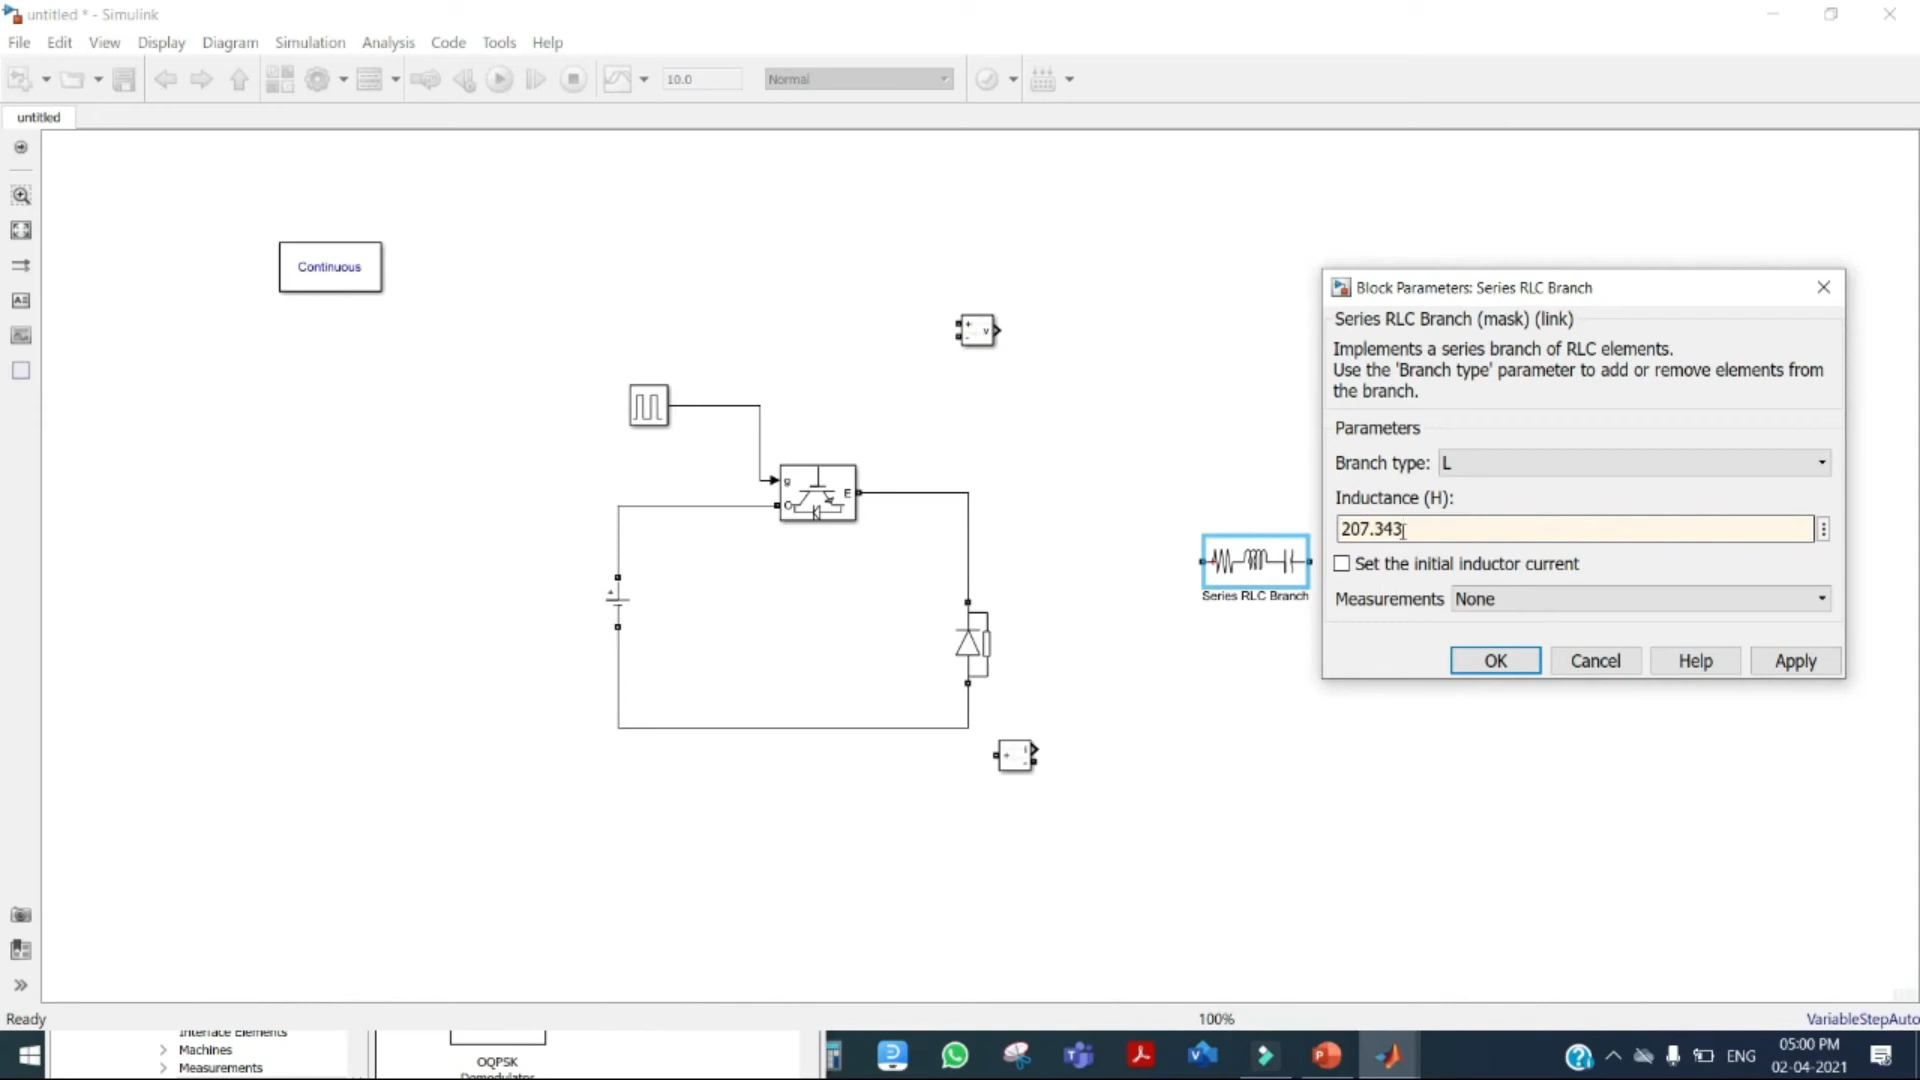 untitled * - Simulink
File Edit View Display Diagram Simulation Analysis Code Tools Help
10.0 Normal
untitled
Continuous
+ - v
g C E
+ i -
Series RLC Branch
Block Parameters: Series RLC Branch
Series RLC Branch (mask) (link)
Implements a series branch of RLC elements.
Use the 'Branch type' parameter to add or remove elements from
the branch.
Parameters
Branch type: L
Inductance (H):
207.343
Set the initial inductor current
Measurements None
OK Cancel Help Apply
Ready 100% VariableStepAuto
Interface Elements
Machines
Measurements
OQPSK
Demodulator
ENG
05:00 PM
02-04-2021